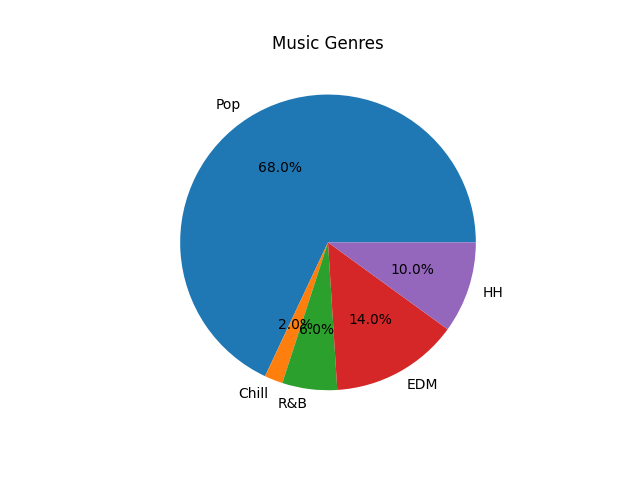 Music Genres
Pop
68.0%
10.0%
HH
2.0%
6.0%
14.0%
EDM
Chill
R&B